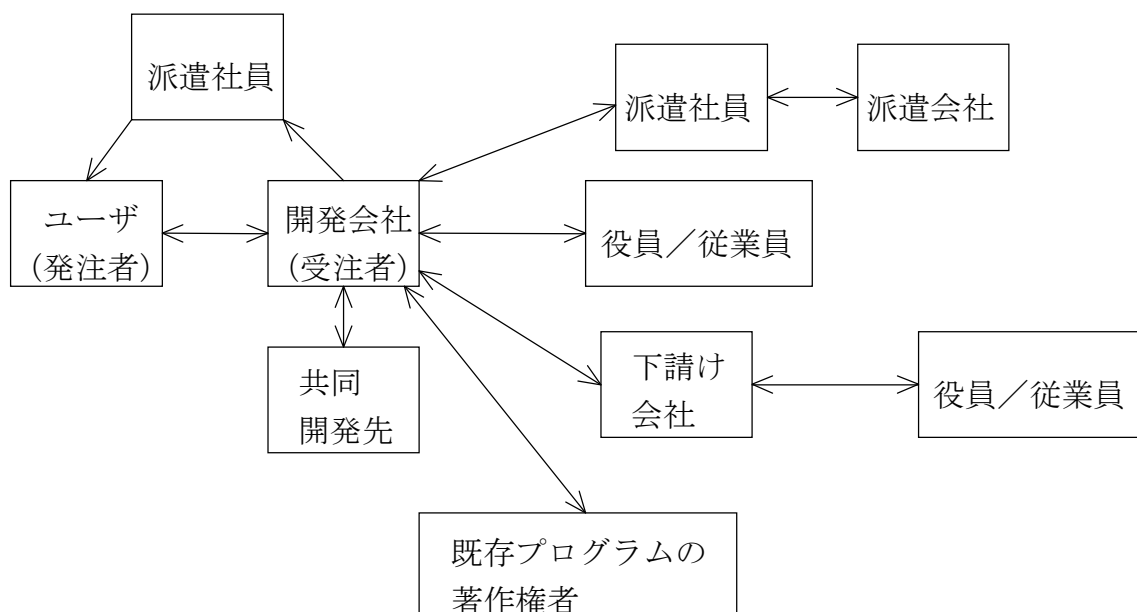 派遣社員
派遣社員
派遣会社
ユーザ
（発注者）
開発会社
（受注者）
役員／従業員
共同
開発先
下請け
会社
役員／従業員
既存プログラムの
著作権者